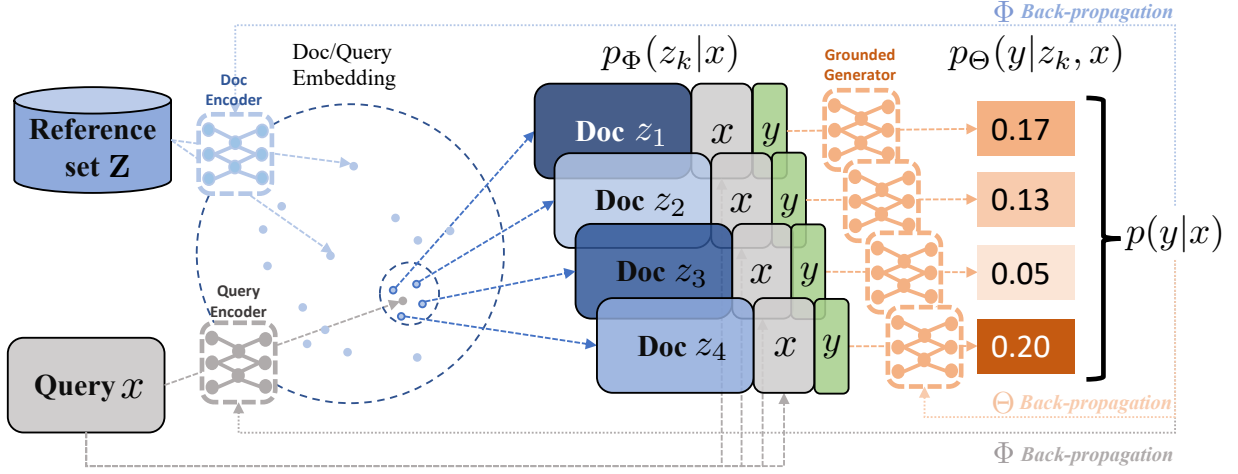 Φ Back-propagation
Doc/Query
Embedding
p_Φ(z_k|x)
Grounded
Generator
p_Θ(y|z_k, x)
Doc
Encoder
Reference
set Z
Doc z_1 x y
0.17
Doc z_2 x y
0.13
Doc z_3 x y
0.05
Doc z_4 x y
0.20
p(y|x)
Query
Encoder
Query x
Θ Back-propagation
Φ Back-propagation